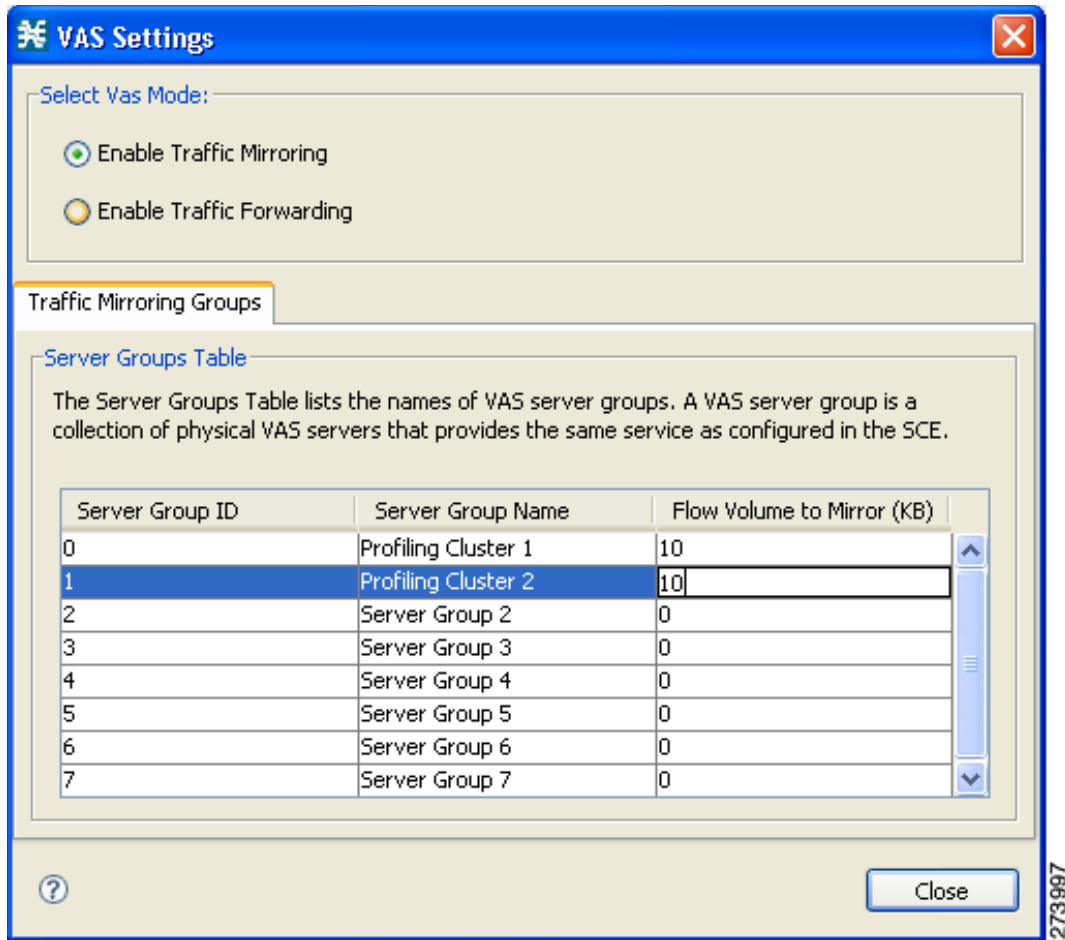 VAS Settings
Select Vas Mode:
Enable Traffic Mirroring
Enable Traffic Forwarding
Traffic Mirroring Groups
Server Groups Table
The Server Groups Table lists the names of VAS server groups. A VAS server group is a
collection of physical VAS servers that provides the same service as configured in the SCE.
Server Group ID Server Group Name Flow Volume to Mirror (KB)
0 Profiling Cluster 1 10
1 Profiling Cluster 2 10
2 Server Group 2 0
3 Server Group 3 0
4 Server Group 4 0
5 Server Group 5 0
6 Server Group 6 0
7 Server Group 7 0
? Close
273997